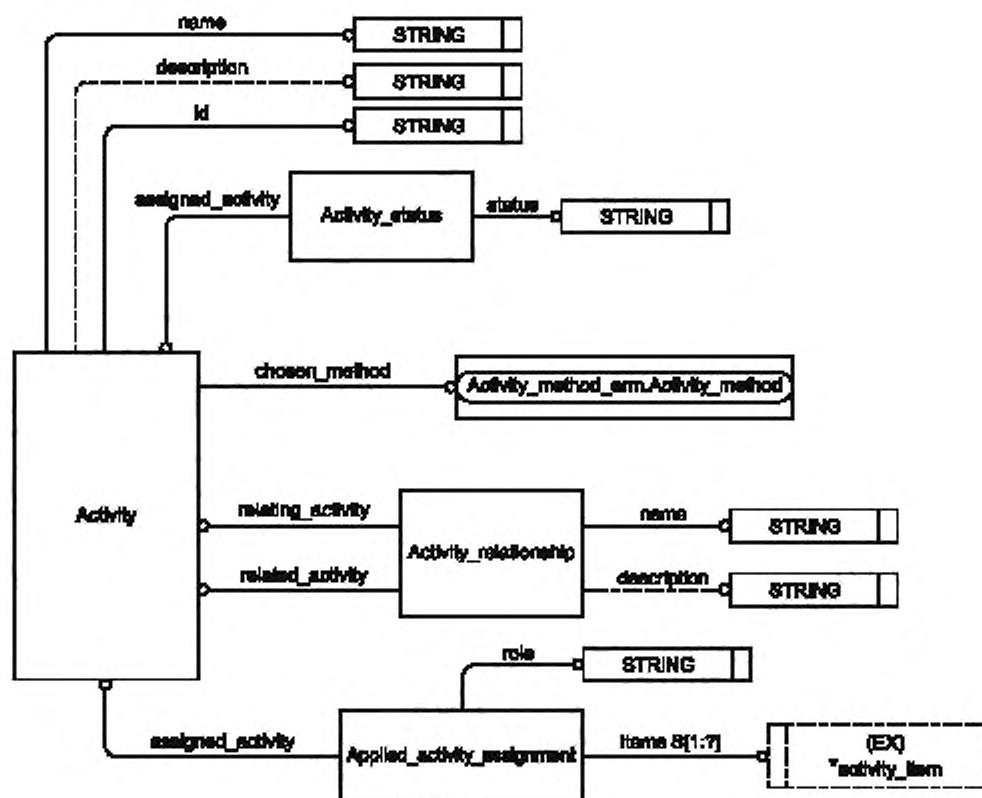 name
STRING
description
STRING
id
STRING
assigned_activity
Activity_status
status
STRING
chosen_method
Activity_method_arm.Activity_method
Activity
relating_activity
Activity_relationship
name
STRING
related_activity
description
STRING
role
STRING
assigned_activity
Applied_activity_assignment
items S[1:?]
(EX)
*activity_item